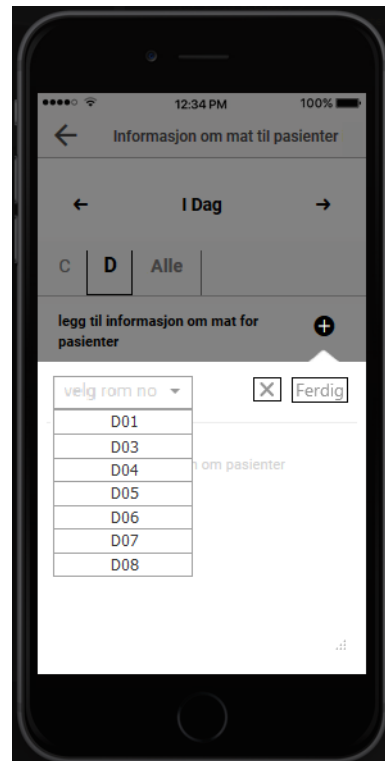 12:34 PM 100%
Informasjon om mat til pasienter
I Dag
C D Alle
legg til informasjon om mat for
pasienter
velg rom no Ferdig
D01
D03
D04 om pasienter
D05
D06
D07
D08